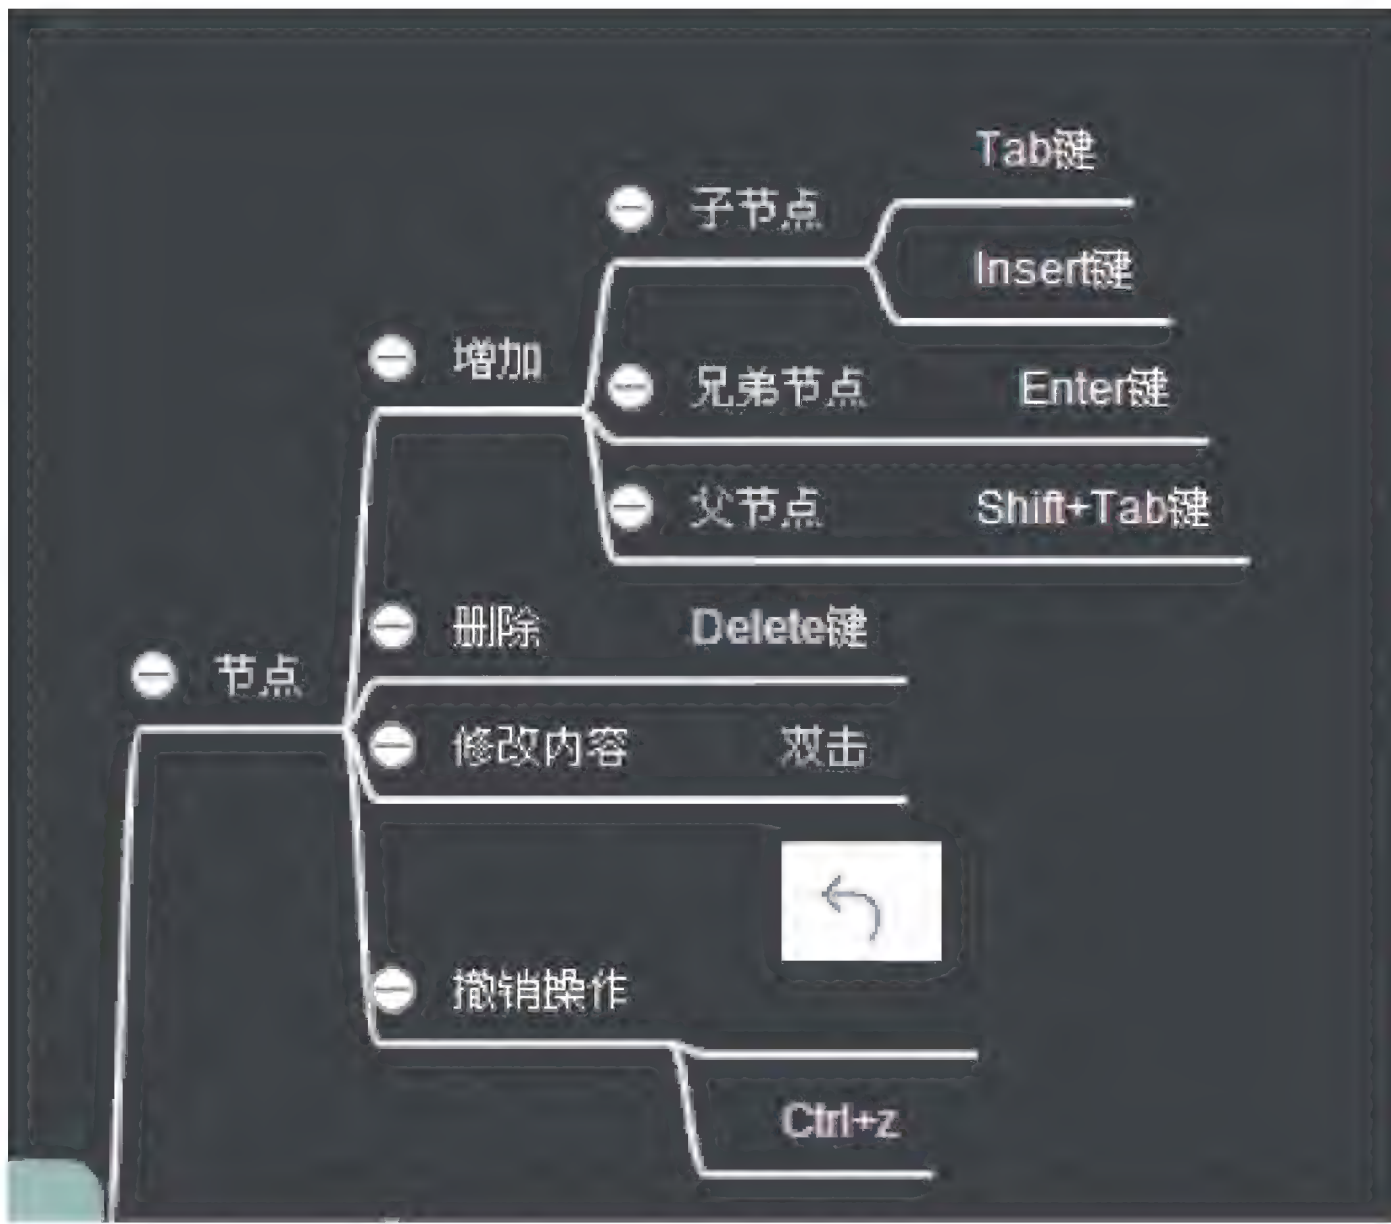 Tab键
子节点
Insert键
增加
兄弟节点 Enter键
父节点 Shift+Tab键
删除 Delete键
节点
修改内容 双击
撤销操作
Ctrl+z